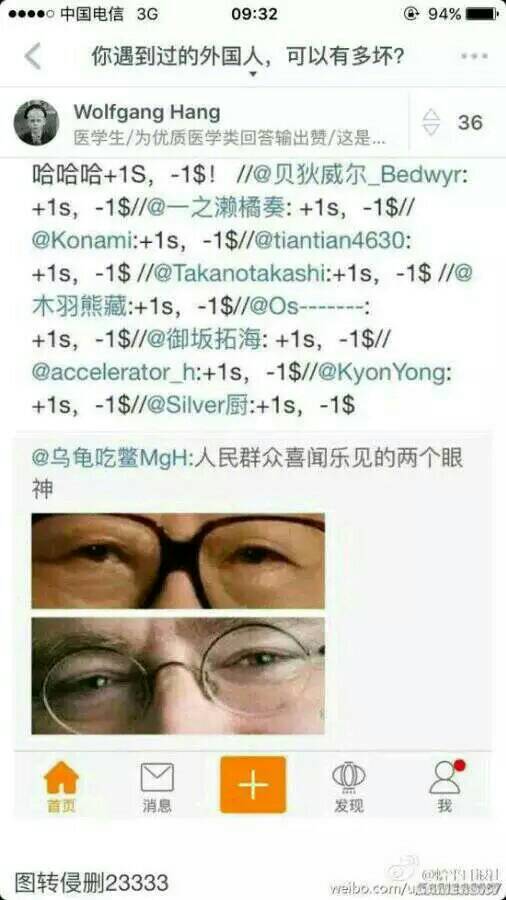 中国电信 3G 09:32 94%
你遇到过的外国人，可以有多坏?
Wolfgang Hang
医学生/为优质医学类回答输出赞/这是...
36
哈哈哈+1S，-1$！ //@贝狄威尔_Bedwyr:
+1s，-1$//@一之濑橘奏: +1s，-1$//
@Konami:+1s，-1$//@tiantian4630:
+1s，-1$ //@Takanotakashi:+1s，-1$ //@
木羽熊藏:+1s，-1$//@Os-------:
+1s，-1$//@御坂拓海: +1s，-1$//
@accelerator_h:+1s，-1$//@KyonYong:
+1s，-1$//@Silver厨:+1s，-1$
@乌龟吃鳖MgH:人民群众喜闻乐见的两个眼
神
首页 消息 发现 我
图转侵删23333